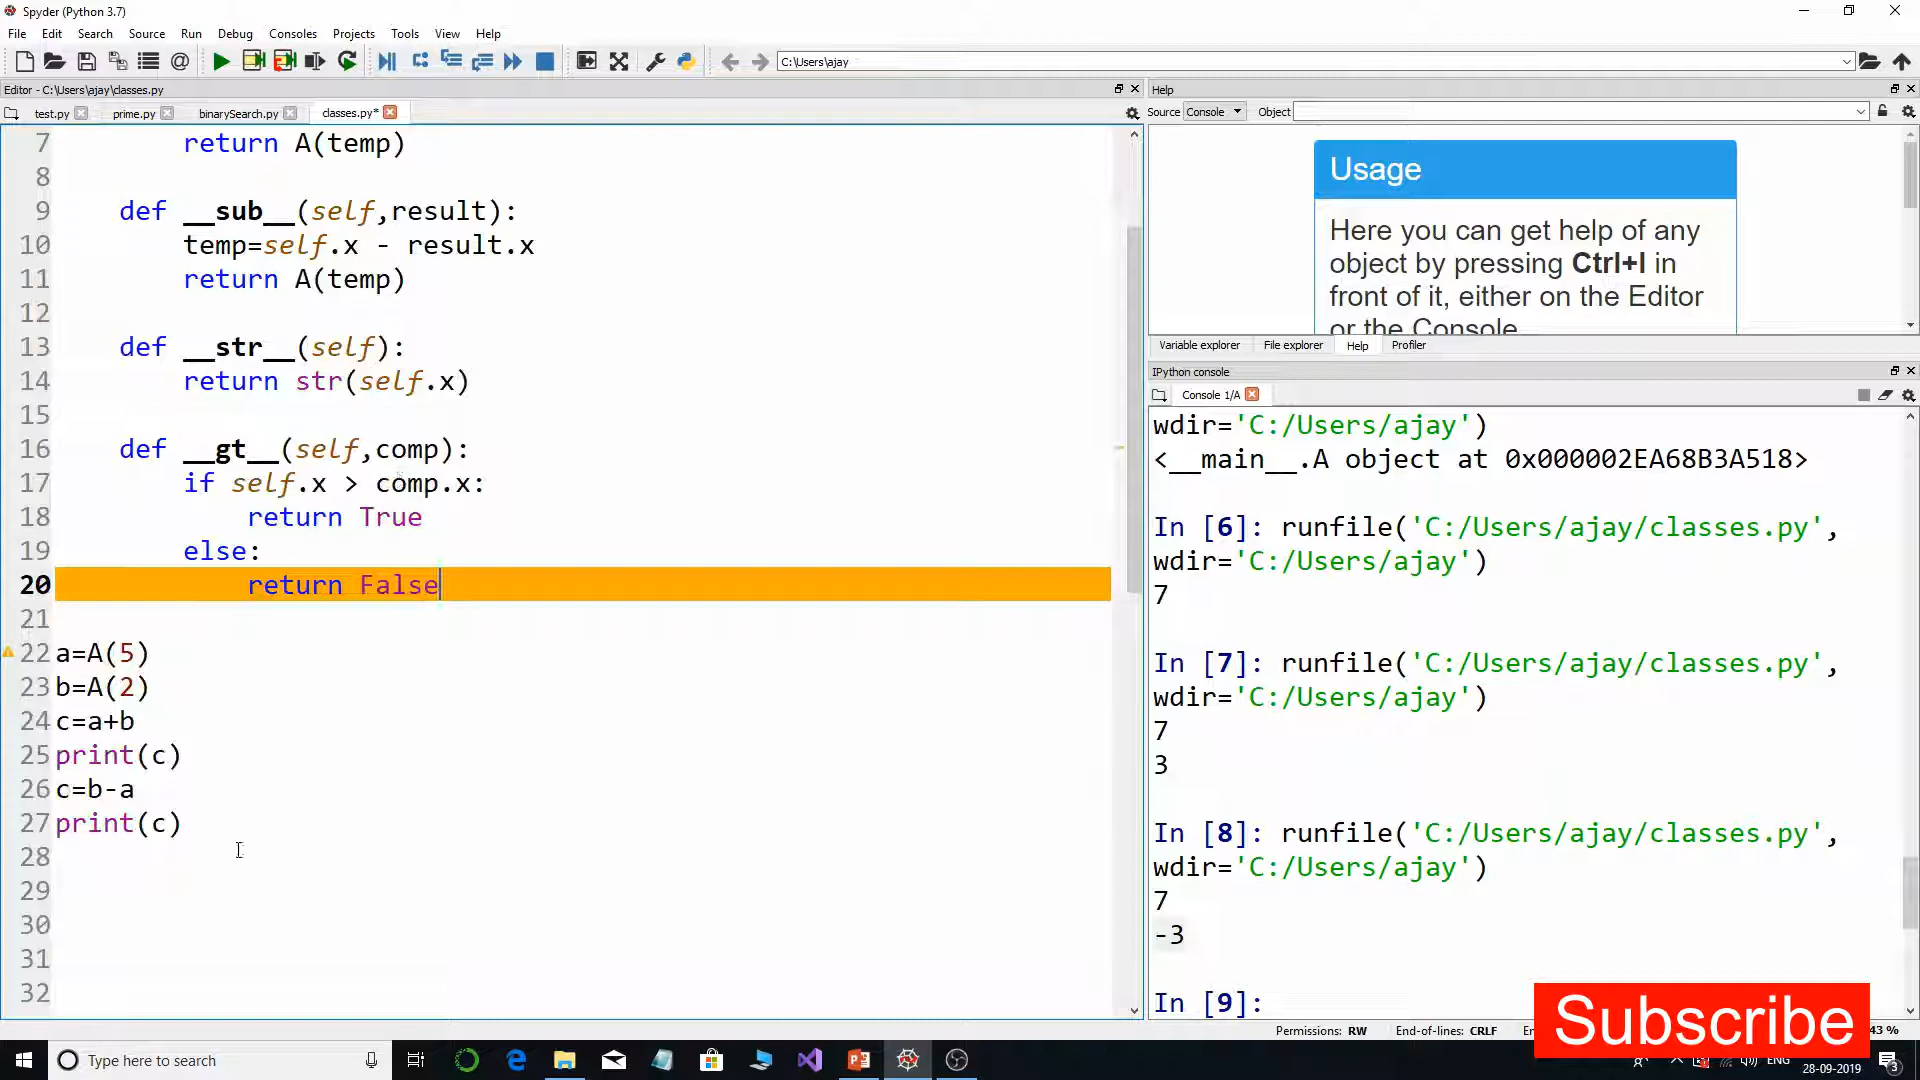 Spyder (Python 3.7)
File Edit Search Source Run Debug Consoles Projects Tools View Help
C:\Users\ajay
Editor - C:\Users\ajay\classes.py
test.py prime.py binarySearch.py classes.py*
7 return A(temp)
8
9 def __sub__(self,result):
10 temp=self.x - result.x
11 return A(temp)
12
13 def __str__(self):
14 return str(self.x)
15
16 def __gt__(self,comp):
17 if self.x > comp.x:
18 return True
19 else:
20 return False
21
22 a=A(5)
23 b=A(2)
24 c=a+b
25 print(c)
26 c=b-a
27 print(c)
28
29
30
31
32
Help
Source Console Object
Usage
Here you can get help of any
object by pressing Ctrl+I in
front of it, either on the Editor
or the Console
Variable explorer File explorer Help Profiler
IPython console
Console 1/A
wdir='C:/Users/ajay')
<__main__.A object at 0x000002EA68B3A518>
In [6]: runfile('C:/Users/ajay/classes.py',
wdir='C:/Users/ajay')
7
In [7]: runfile('C:/Users/ajay/classes.py',
wdir='C:/Users/ajay')
7
3
In [8]: runfile('C:/Users/ajay/classes.py',
wdir='C:/Users/ajay')
7
-3
In [9]:
Subscribe
Permissions: RW End-of-lines: CRLF 43 %
Type here to search
ENG
28-09-2019
3